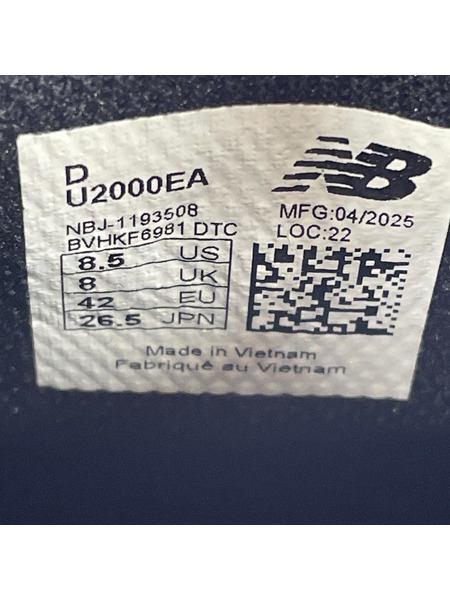 D
U2000EA
NBJ-1193508
BVHKF6981 DTC
8.5 US
8 UK
42 EU
26.5 JPN
NB
MFG:04/2025
LOC:22
Made in Vietnam
Fabriqué au Vietnam